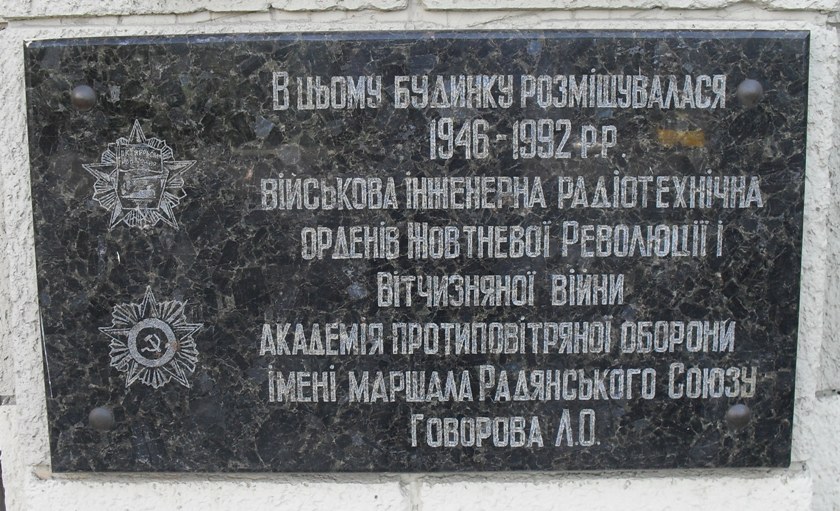 В цьому будинку розміщувалася
1946-1992 р.р.
військова інженерна радіотехнічна
орденів Жовтневої Революції і
Вітчизняної війни
академія протиповітряної оборони
імені маршала Радянського Союзу
Говорова Л.О.